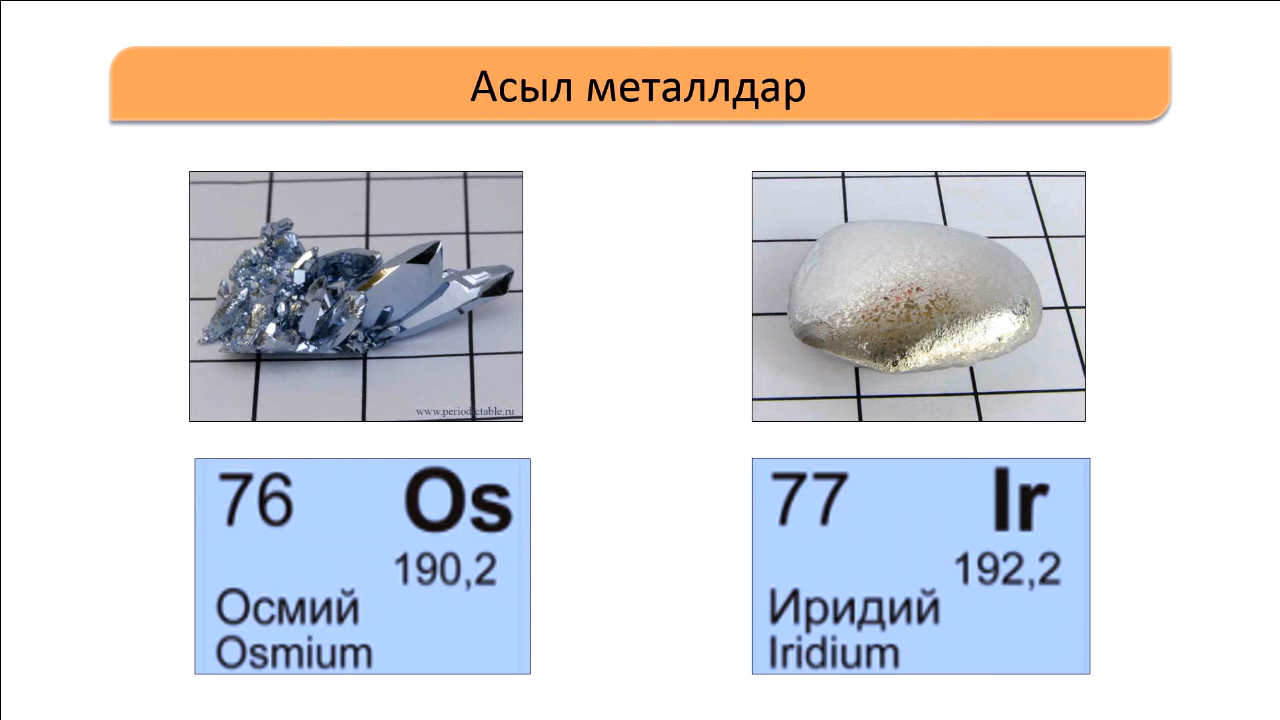 Асыл металлдар
www.periodictable.ru
76 Os
190,2
Осмий
Osmium
77 Ir
192,2
Иридий
Iridium